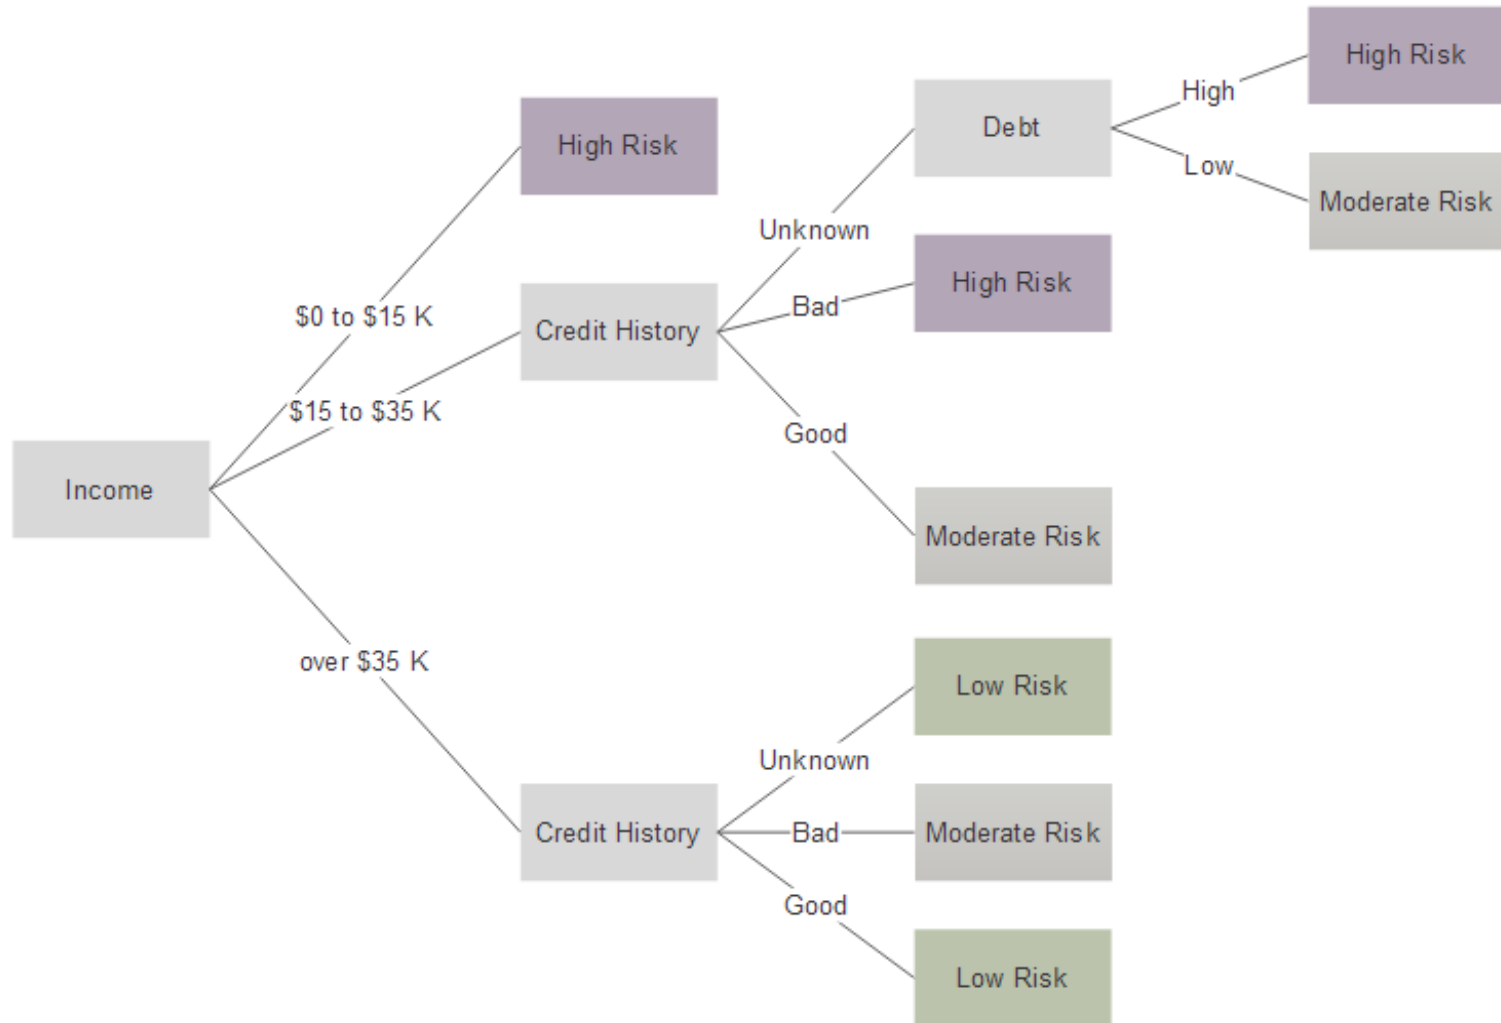 High Risk
High
Debt
High Risk
Low
Moderate Risk
Unknown
High Risk
Bad
$0 to $15 K
Credit History
$15 to $35 K
Good
Income
Moderate Risk
over $35 K
Low Risk
Unknown
Credit History
Bad
Moderate Risk
Good
Low Risk